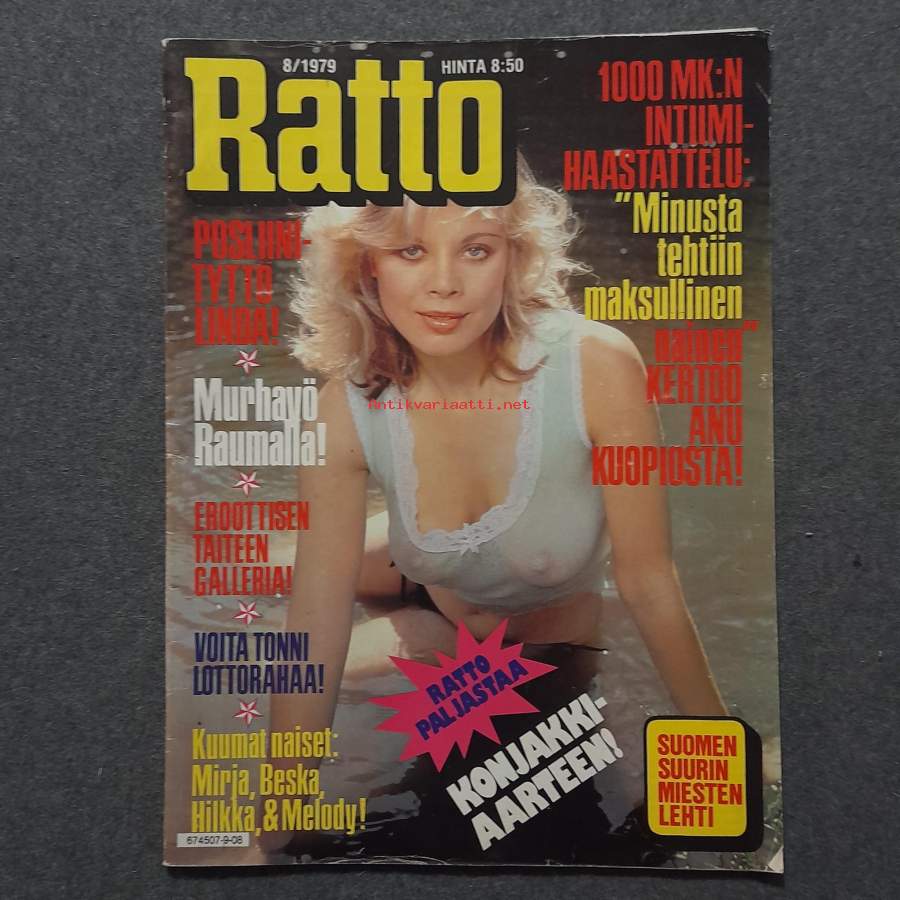 8/1979
HINTA 8:50
Ratto
1000 MK:N
INTIIMI-
HAASTATTELU:
"Minusta
tehtiin
maksullinen
nainen"
KERTOO
ANU
KUOPIOSTA!
POSLIINI-
TYTTÖ
LINDA!
Murhayö
Raumalla!
EROOTTISEN
TAITEEN
GALLERIA!
VOITA TONNI
LOTTORAHAA!
Kuumat naiset:
Mirja, Beska,
Hilkka, & Melody!
674507-9-08
RATTO
PALJASTAA
KONJAKKI-
AARTEEN!
SUOMEN
SUURIN
MIESTEN
LEHTI
Antikvariaatti.net